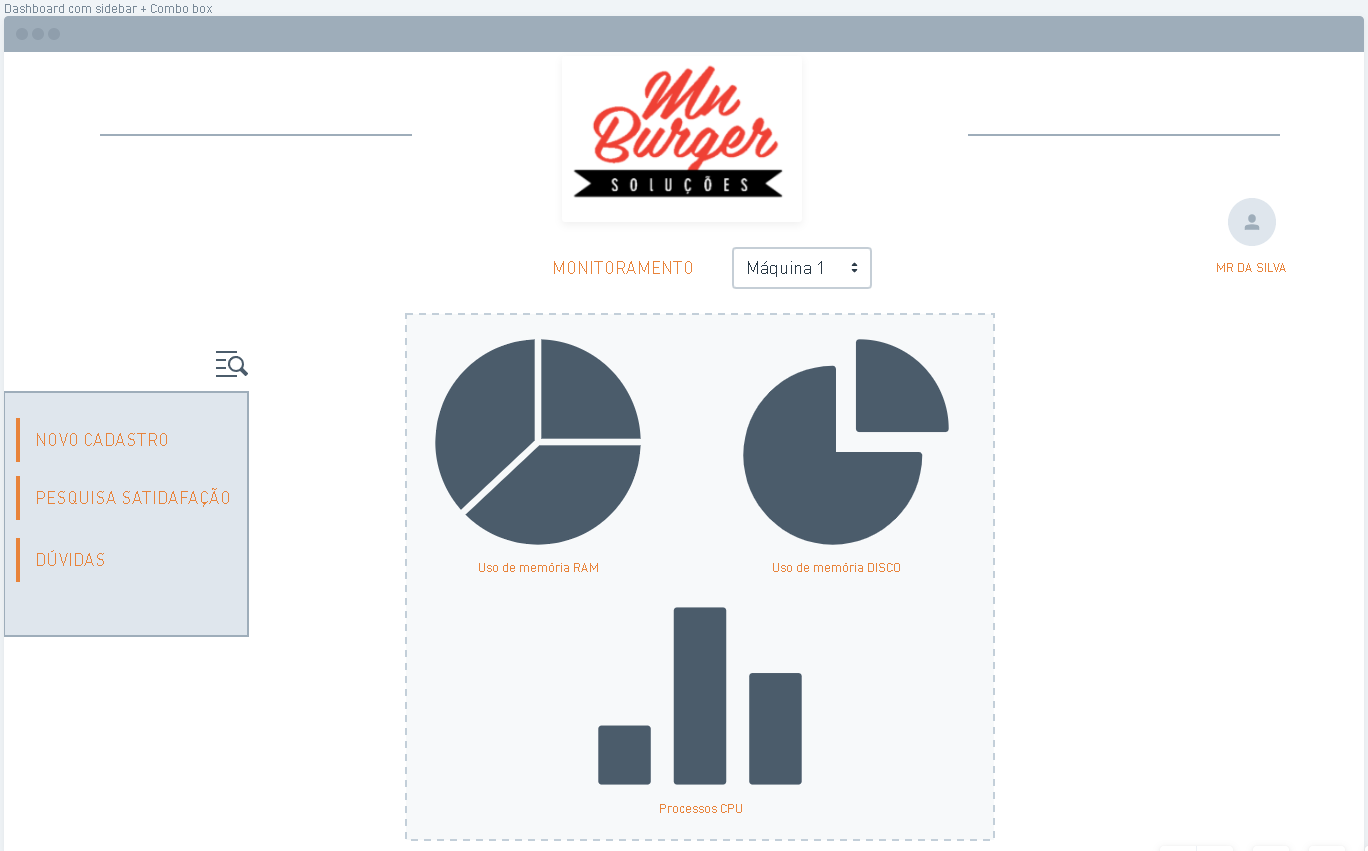 Dashboard com sidebar + Combo box
Mn
Burger
SOLUÇÕES
MONITORAMENTO
Máquina 1
MR DA SILVA
NOVO CADASTRO
PESQUISA SATIDAFAÇÃO
DÚVIDAS
Uso de memória RAM
Uso de memória DISCO
Processos CPU